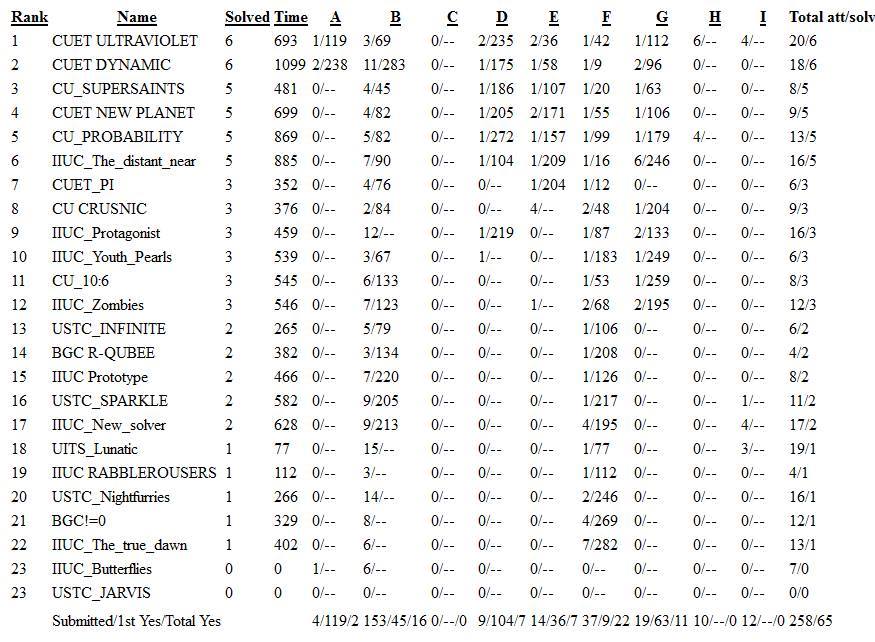 Rank Name Solved Time A B C D E F G H I Total att/solv
1 CUET ULTRAVIOLET 6 693 1/119 3/69 0/-- 2/235 2/36 1/42 1/112 6/-- 4/-- 20/6
2 CUET DYNAMIC 6 1099 2/238 11/283 0/-- 1/175 1/58 1/9 2/96 0/-- 0/-- 18/6
3 CU_SUPERSAINTS 5 481 0/-- 4/45 0/-- 1/186 1/107 1/20 1/63 0/-- 0/-- 8/5
4 CUET NEW PLANET 5 699 0/-- 4/82 0/-- 1/205 2/171 1/55 1/106 0/-- 0/-- 9/5
5 CU_PROBABILITY 5 869 0/-- 5/82 0/-- 1/272 1/157 1/99 1/179 4/-- 0/-- 13/5
6 IIUC_The_distant_near 5 885 0/-- 7/90 0/-- 1/104 1/209 1/16 6/246 0/-- 0/-- 16/5
7 CUET_PI 3 352 0/-- 4/76 0/-- 0/-- 1/204 1/12 0/-- 0/-- 0/-- 6/3
8 CU CRUSNIC 3 376 0/-- 2/84 0/-- 0/-- 4/-- 2/48 1/204 0/-- 0/-- 9/3
9 IIUC_Protagonist 3 459 0/-- 12/-- 0/-- 1/219 0/-- 1/87 2/133 0/-- 0/-- 16/3
10 IIUC_Youth_Pearls 3 539 0/-- 3/67 0/-- 1/-- 0/-- 1/183 1/249 0/-- 0/-- 6/3
11 CU_10:6 3 545 0/-- 6/133 0/-- 0/-- 0/-- 1/53 1/259 0/-- 0/-- 8/3
12 IIUC_Zombies 3 546 0/-- 7/123 0/-- 0/-- 1/-- 2/68 2/195 0/-- 0/-- 12/3
13 USTC_INFINITE 2 265 0/-- 5/79 0/-- 0/-- 0/-- 1/106 0/-- 0/-- 0/-- 6/2
14 BGC R-QUBEE 2 382 0/-- 3/134 0/-- 0/-- 0/-- 1/208 0/-- 0/-- 0/-- 4/2
15 IIUC Prototype 2 466 0/-- 7/220 0/-- 0/-- 0/-- 1/126 0/-- 0/-- 0/-- 8/2
16 USTC_SPARKLE 2 582 0/-- 9/205 0/-- 0/-- 0/-- 1/217 0/-- 0/-- 1/-- 11/2
17 IIUC_New_solver 2 628 0/-- 9/213 0/-- 0/-- 0/-- 4/195 0/-- 0/-- 4/-- 17/2
18 UITS_Lunatic 1 77 0/-- 15/-- 0/-- 0/-- 0/-- 1/77 0/-- 0/-- 3/-- 19/1
19 IIUC RABBLEROUSERS 1 112 0/-- 3/-- 0/-- 0/-- 0/-- 1/112 0/-- 0/-- 0/-- 4/1
20 USTC_Nightfurries 1 266 0/-- 14/-- 0/-- 0/-- 0/-- 2/246 0/-- 0/-- 0/-- 16/1
21 BGC!=0 1 329 0/-- 8/-- 0/-- 0/-- 0/-- 4/269 0/-- 0/-- 0/-- 12/1
22 IIUC_The_true_dawn 1 402 0/-- 6/-- 0/-- 0/-- 0/-- 7/282 0/-- 0/-- 0/-- 13/1
23 IIUC_Butterflies 0 0 1/-- 6/-- 0/-- 0/-- 0/-- 0/-- 0/-- 0/-- 0/-- 7/0
23 USTC_JARVIS 0 0 0/-- 0/-- 0/-- 0/-- 0/-- 0/-- 0/-- 0/-- 0/-- 0/0
Submitted/1st Yes/Total Yes 4/119/2 153/45/16 0/--/0 9/104/7 14/36/7 37/9/22 19/63/11 10/--/0 12/--/0 258/65